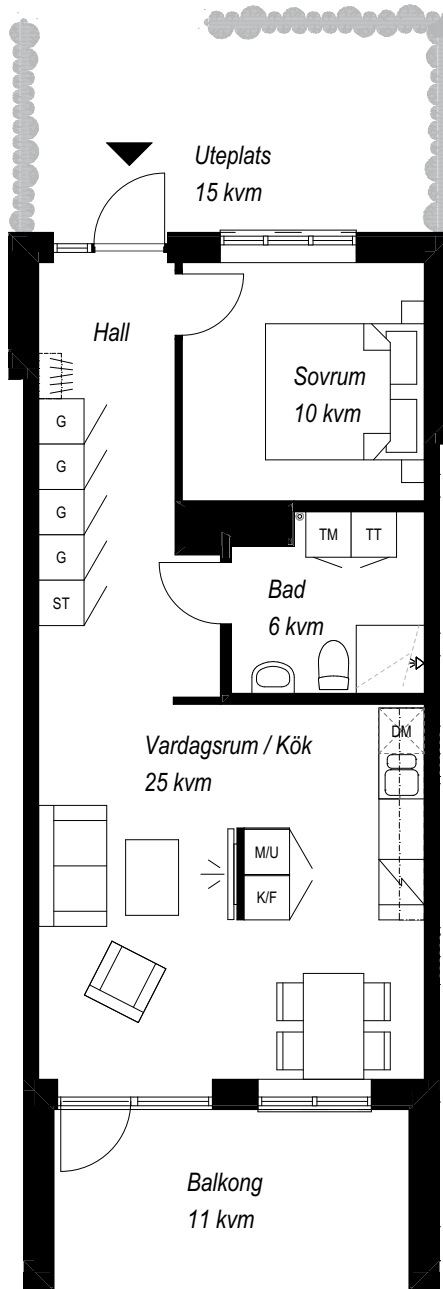 Uteplats
15 kvm
Hall
Sovrum
10 kvm
G
G
G
G
ST
TM
TT
Bad
6 kvm
Vardagsrum / Kök
25 kvm
DM
M/U
K/F
Balkong
11 kvm